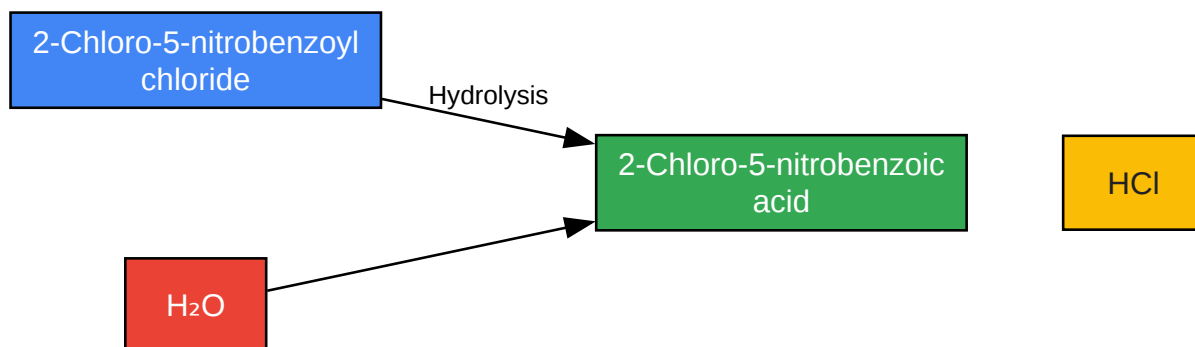 2-Chloro-5-nitrobenzoyl
chloride
Hydrolysis
2-Chloro-5-nitrobenzoic
acid
HCl
H₂O